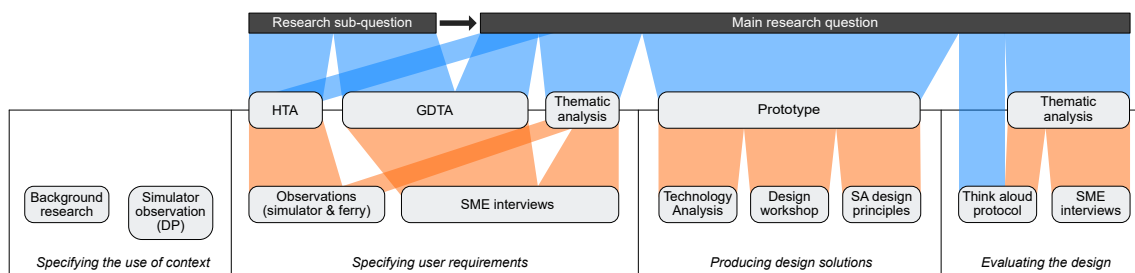 Research sub-question
Main research question
HTA
GDTA
Thematic
analysis
Prototype
Thematic
analysis
Background
research
Simulator
observation
(DP)
Observations
(simulator & ferry)
SME interviews
Technology
Analysis
Design
workshop
SA design
principles
Think aloud
protocol
SME
interviews
Specifying the use of context
Specifying user requirements
Producing design solutions
Evaluating the design